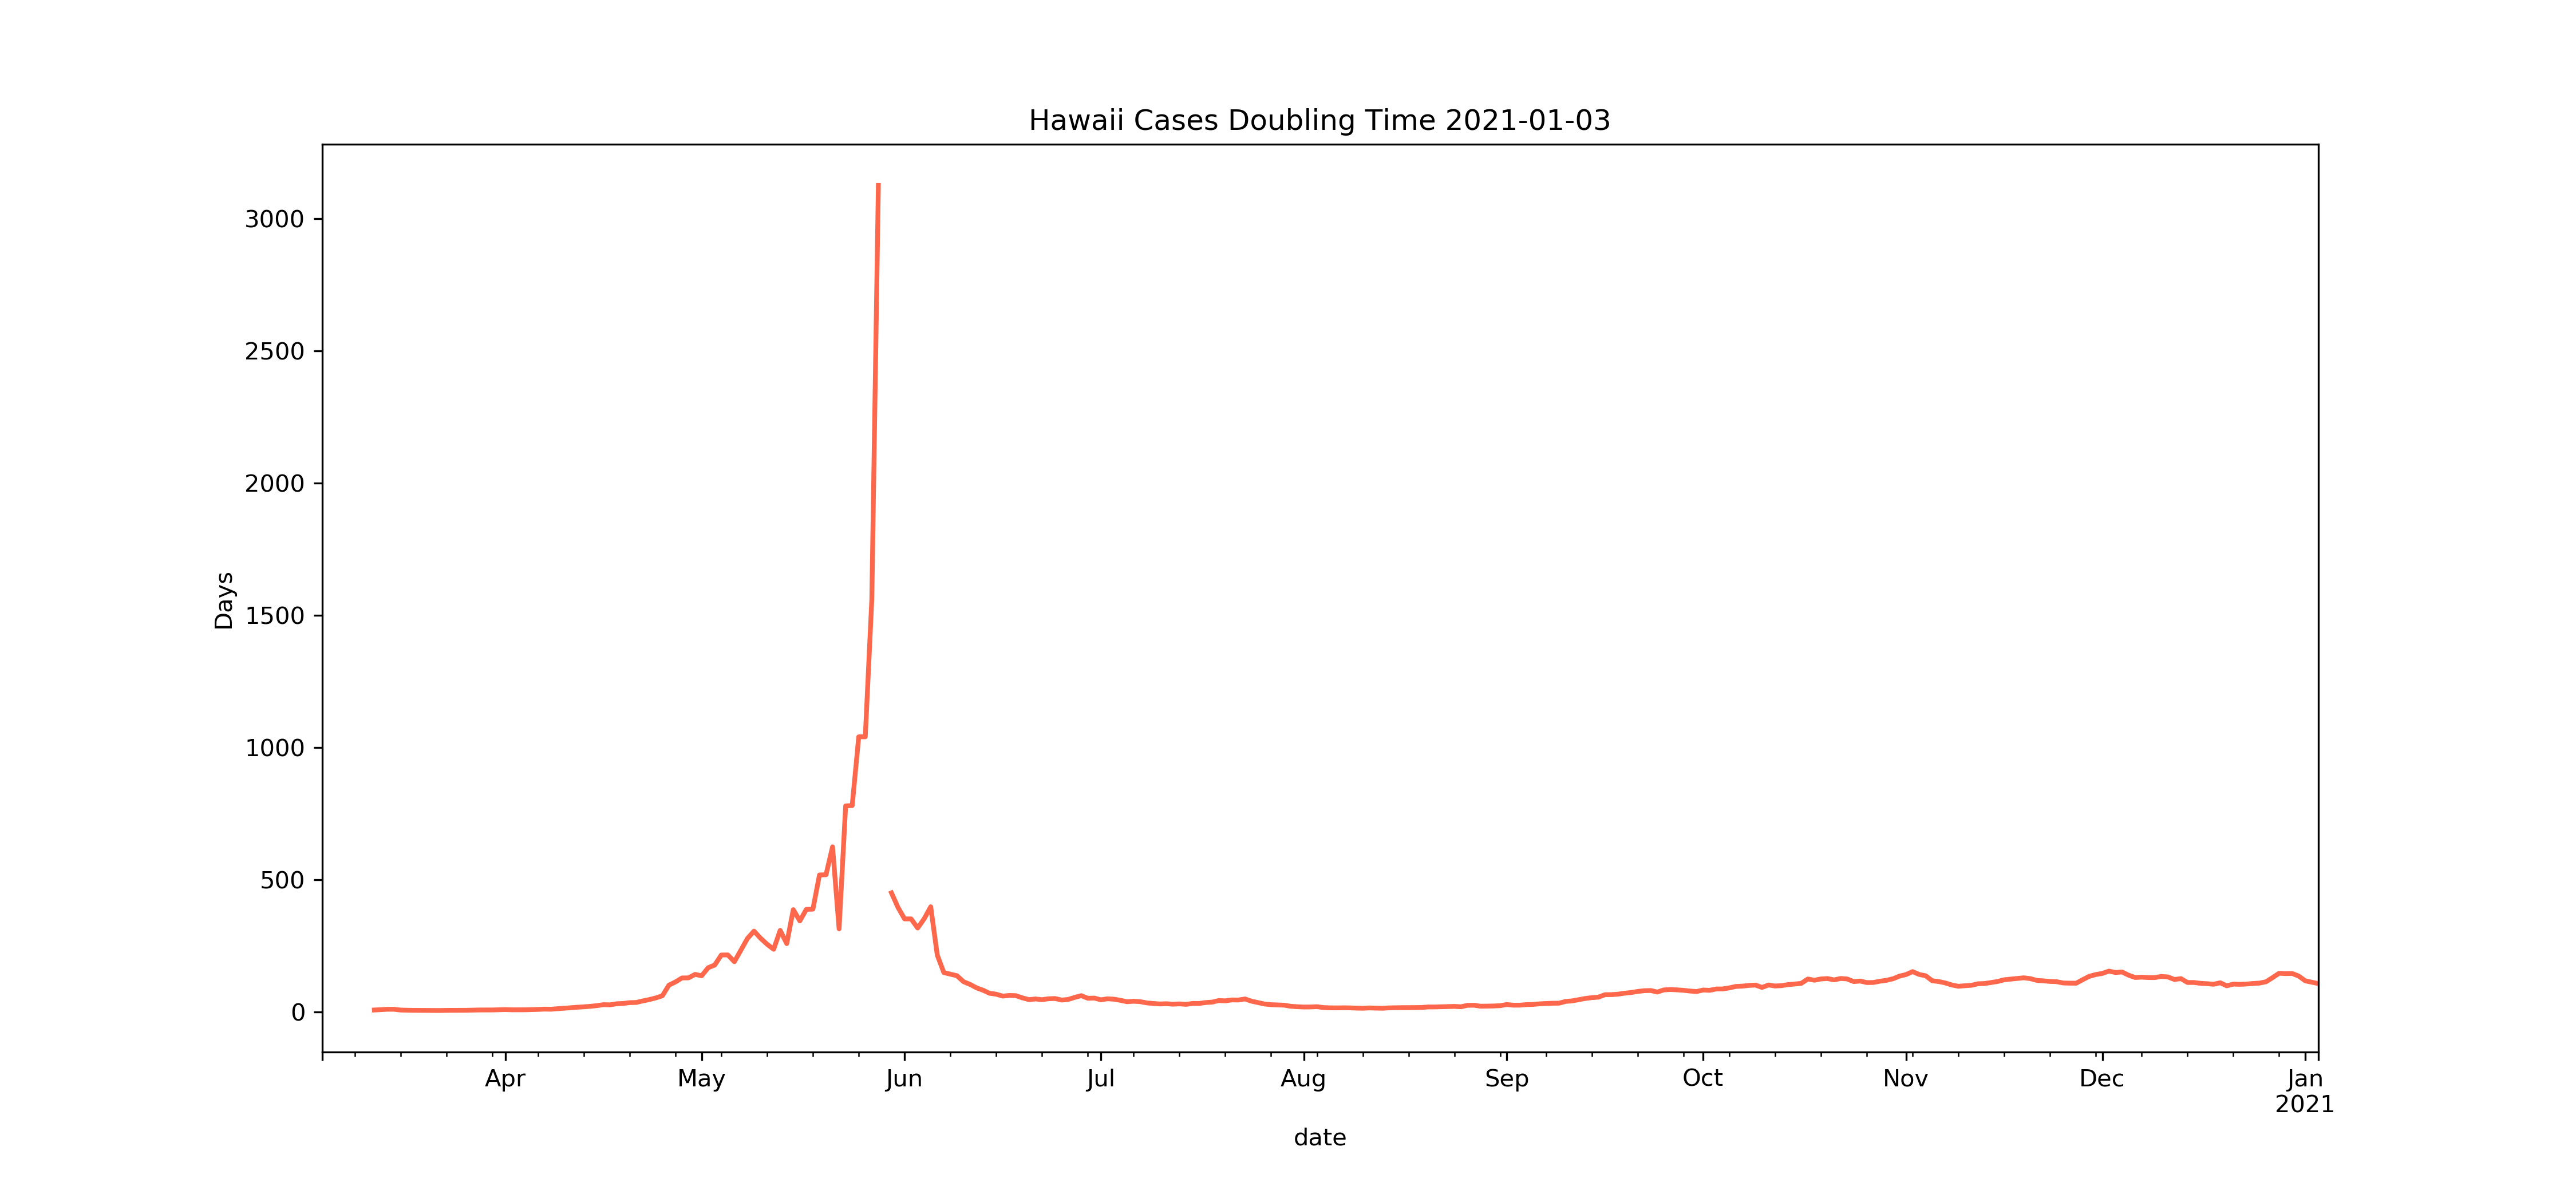 Hawaii Cases Doubling Time 2021-01-03
3000
2500
2000
1500
1000
500
0
Days
Apr May Jun Jul Aug Sep Oct Nov Dec Jan
2021
date